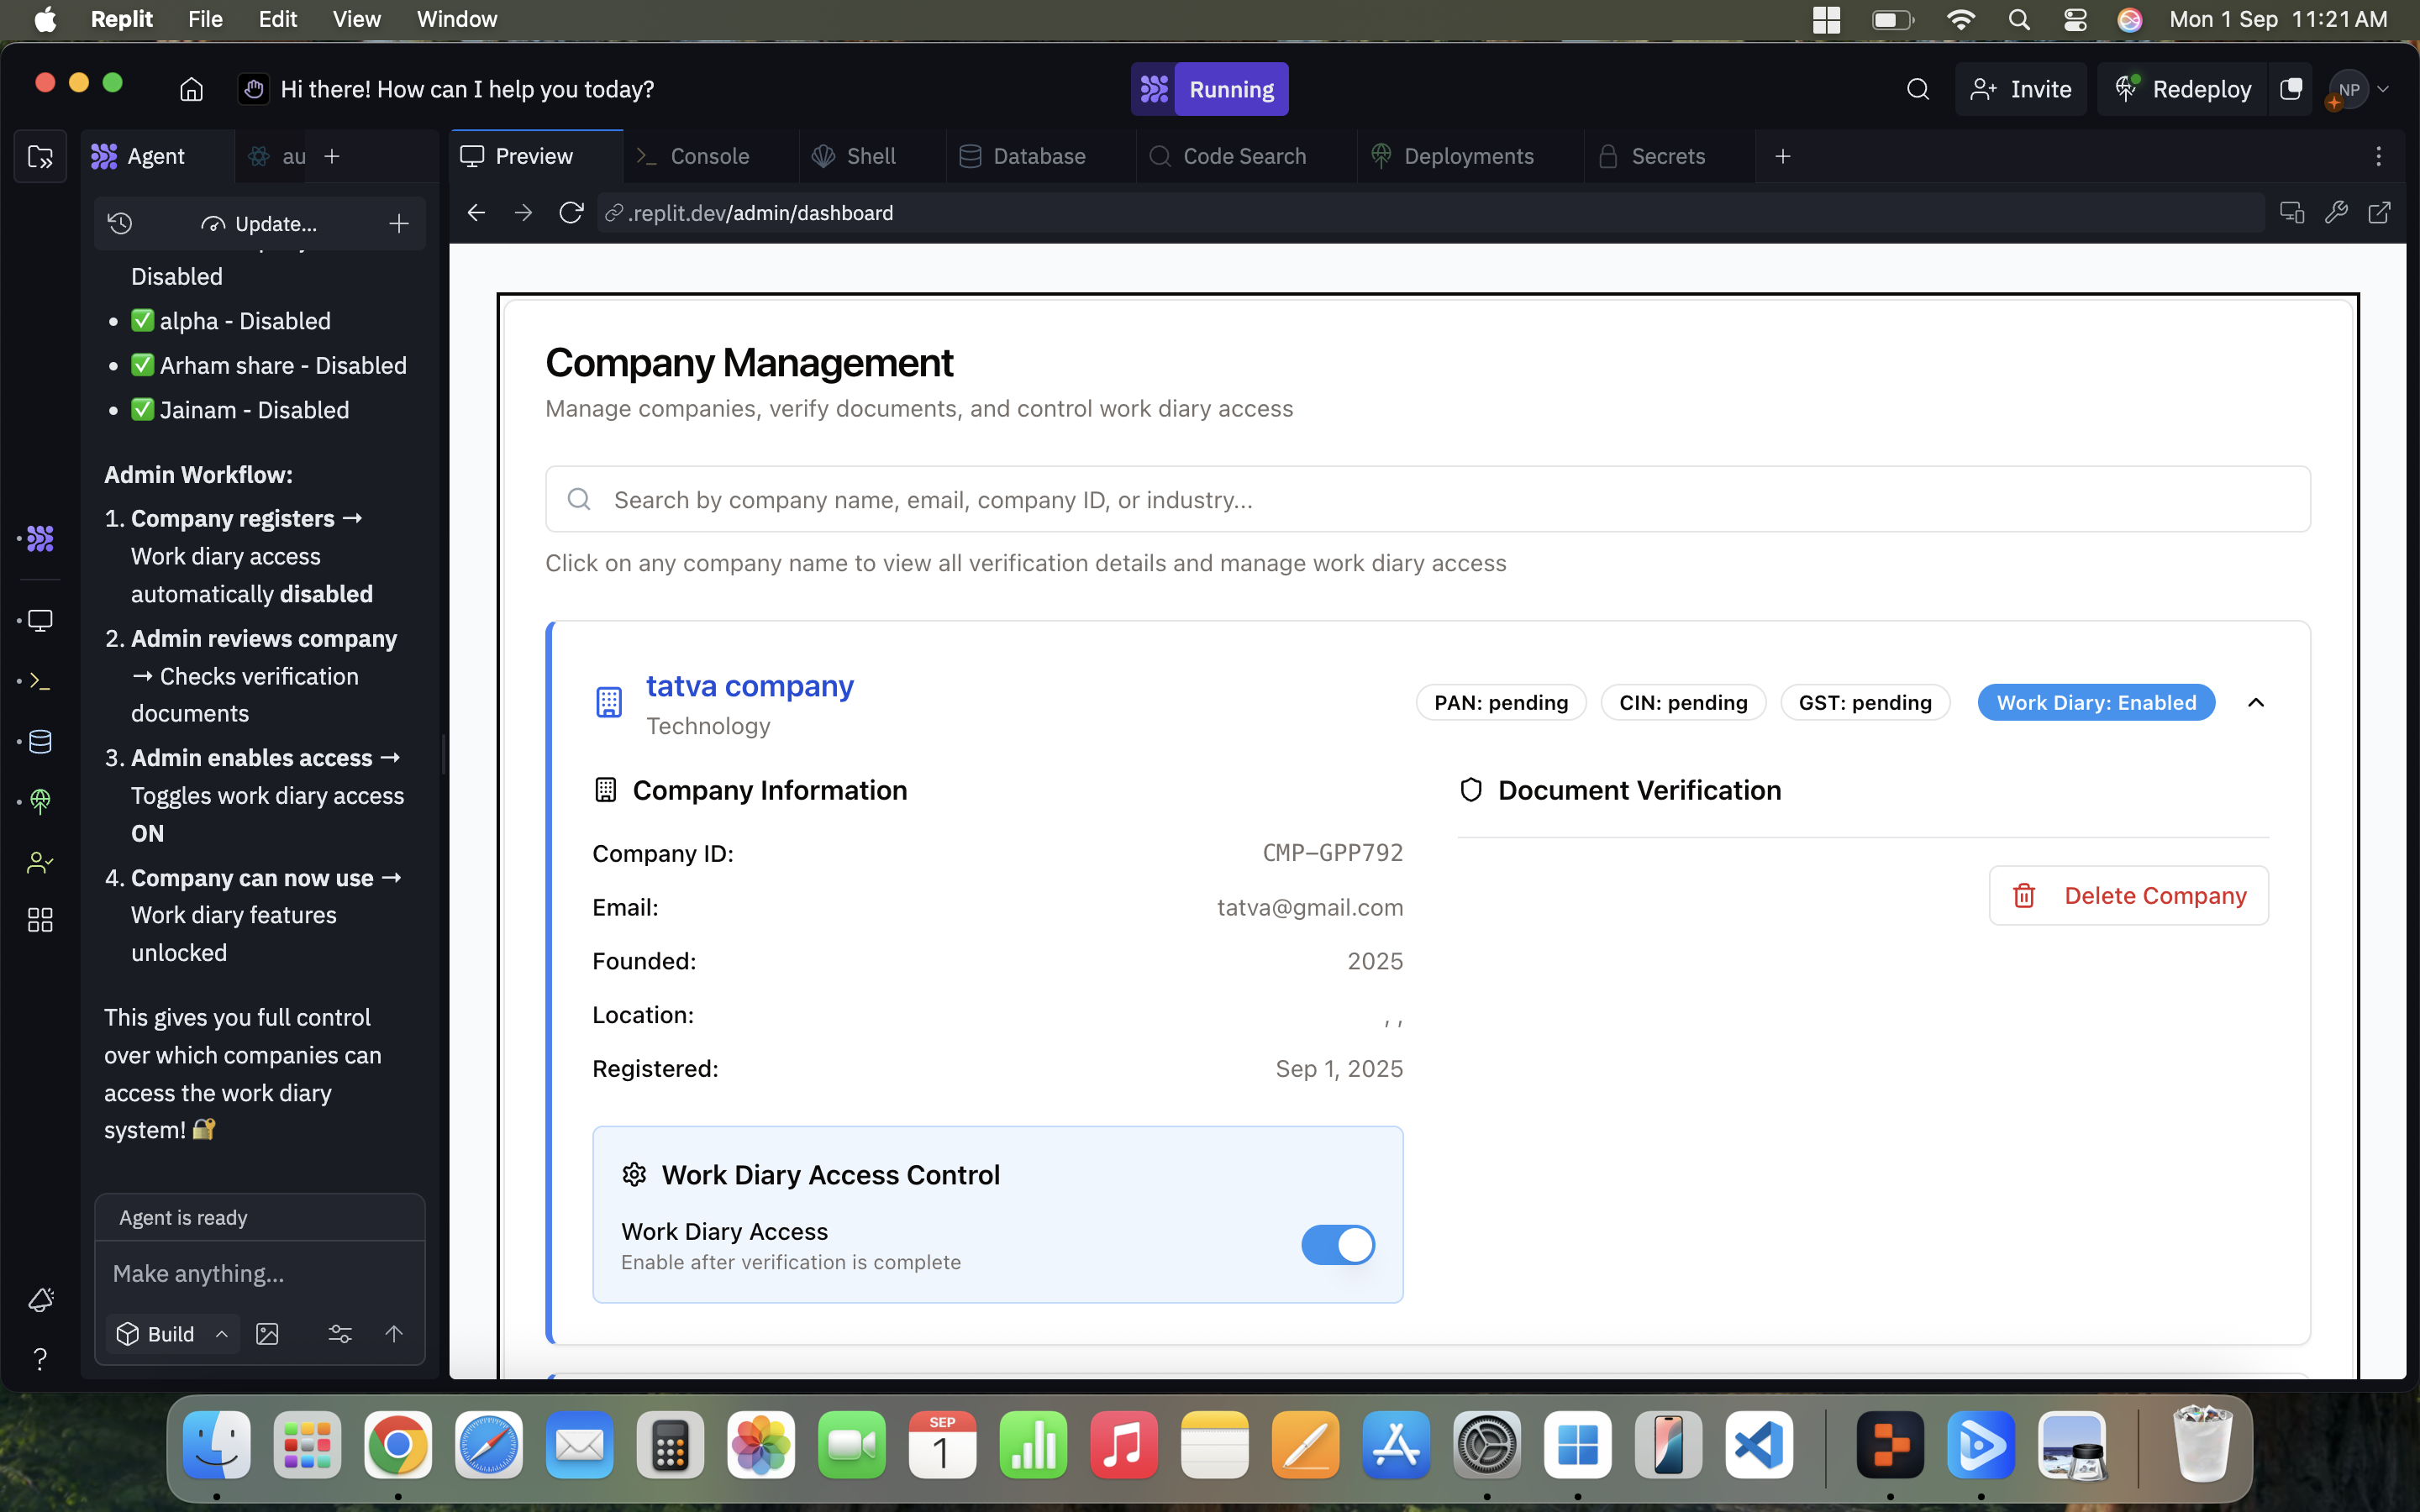 Replit File Edit View Window Mon 1 Sep 11:21 AM
Hi there! How can I help you today? Running Invite Redeploy NP
Agent au Preview Console Shell Database Code Search Deployments Secrets
Update... .replit.dev/admin/dashboard
Disabled
• ✅ alpha - Disabled
• ✅ Arham share - Disabled
• ✅ Jainam - Disabled
Admin Workflow:
1. Company registers →
Work diary access
automatically disabled
2. Admin reviews company
→ Checks verification
documents
3. Admin enables access →
Toggles work diary access
ON
4. Company can now use →
Work diary features
unlocked
This gives you full control
over which companies can
access the work diary
system! 🔐
Agent is ready
Make anything...
Build
?
Company Management
Manage companies, verify documents, and control work diary access
Search by company name, email, company ID, or industry...
Click on any company name to view all verification details and manage work diary access
tatva company
Technology
PAN: pending CIN: pending GST: pending Work Diary: Enabled
Company Information
Company ID: CMP-GPP792
Email: tatva@gmail.com
Founded: 2025
Location: , ,
Registered: Sep 1, 2025
Work Diary Access Control
Work Diary Access
Enable after verification is complete
Document Verification
Delete Company
SEP
1